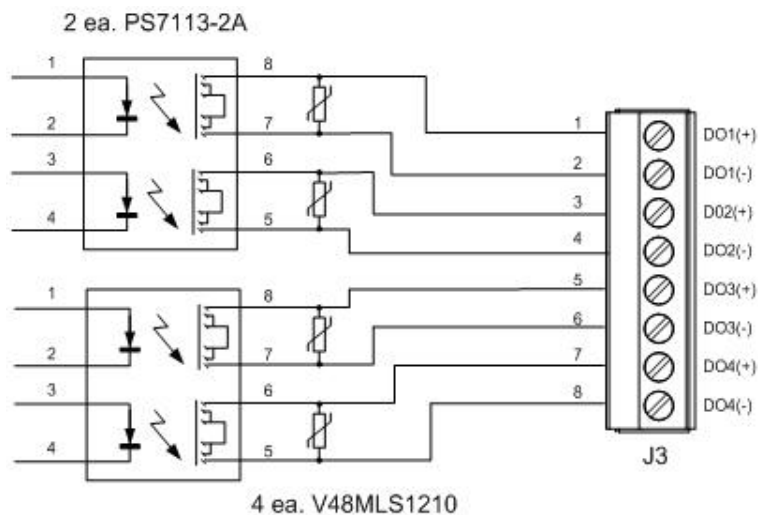 2 ea. PS7113-2A
1
8
1
DO1(+)
2
7
2
DO1(-)
3
6
3
D02(+)
4
5
4
DO2(-)
1
8
5
DO3(+)
2
7
6
DO3(-)
3
6
7
DO4(+)
4
5
8
DO4(-)
J3
4 ea. V48MLS1210